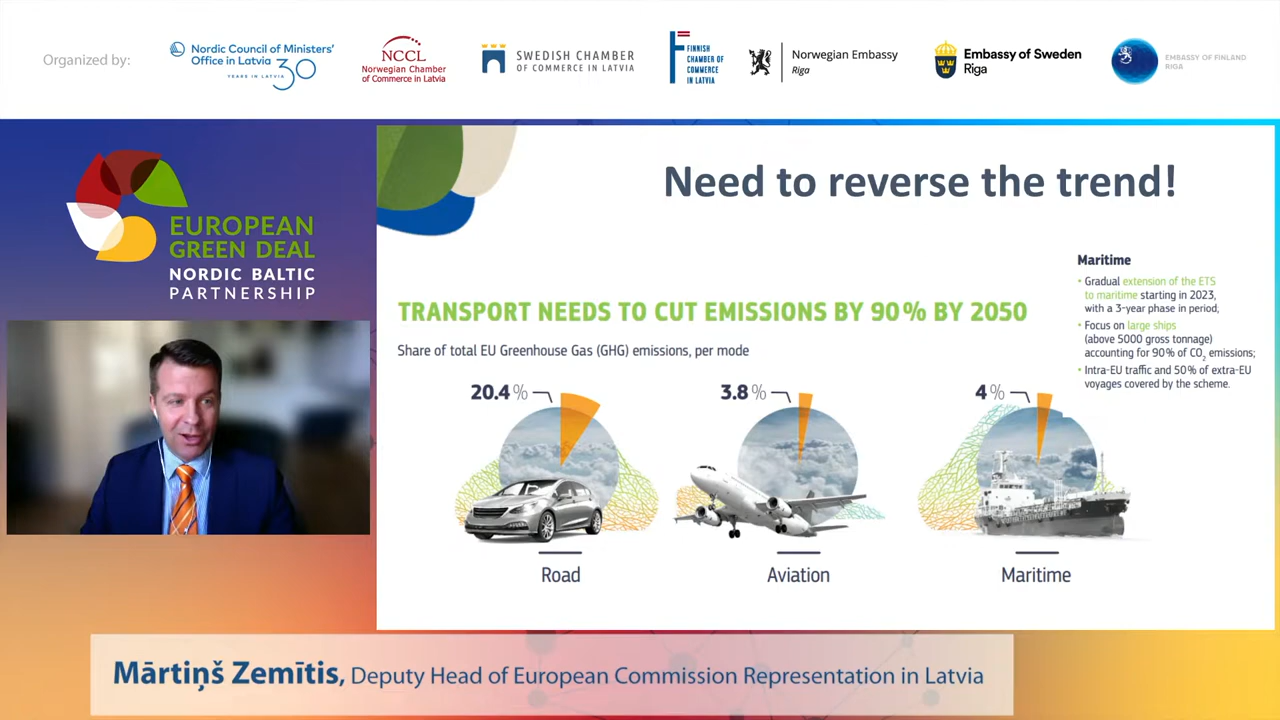 Organized by:
Nordic Council of Ministers'
Office in Latvia
YEARS IN LATVIA 30
NCCL
Norwegian Chamber
of Commerce in Latvia
SWEDISH CHAMBER
OF COMMERCE IN LATVIA
FINNISH
CHAMBER OF
COMMERCE
IN LATVIA
Norwegian Embassy
Riga
Embassy of Sweden
Riga
EMBASSY OF FINLAND
RIGA
EUROPEAN
GREEN DEAL
NORDIC BALTIC
PARTNERSHIP
Need to reverse the trend!
Maritime
• Gradual extension of the ETS
to maritime starting in 2023,
with a 3-year phase in period,
• Focus on large ships
(above 5000 gross tonnage)
accounting for 90% of CO₂ emissions;
• Intra-EU traffic and 50% of extra-EU
voyages covered by the scheme.
TRANSPORT NEEDS TO CUT EMISSIONS BY 90% BY 2050
Share of total EU Greenhouse Gas (GHG) emissions, per mode
20.4 %
3.8 %
4 %
Road
Aviation
Maritime
Mārtiņš Zemītis, Deputy Head of European Commission Representation in Latvia